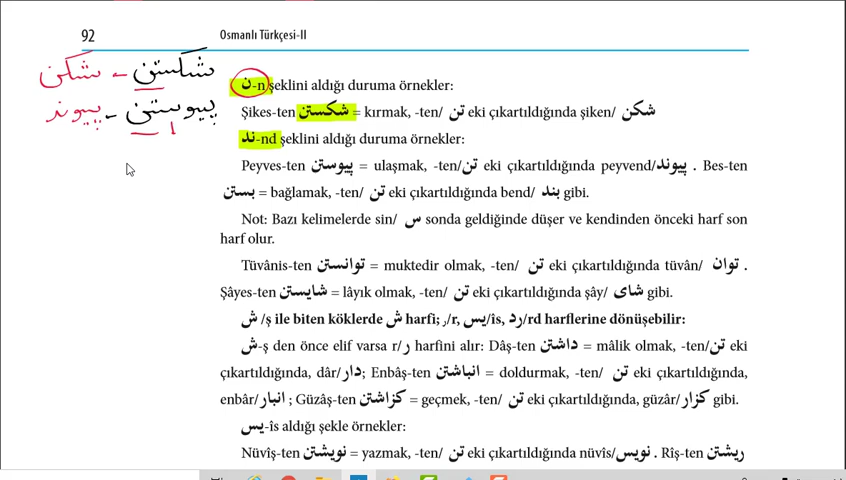 92 Osmanlı Türkçesi-II
شكستن - شكن
پیوستن - پیوند
ن-n şeklini aldığı duruma örnekler:
Şikes-ten شكستن = kırmak, -ten/ تن eki çıkartıldığında şiken/ شكن
ند-nd şeklini aldığı duruma örnekler:
Peyves-ten پیوستن = ulaşmak, -ten/تن eki çıkartıldığında peyvend/پیوند . Bes-ten
بستن = bağlamak, -ten/ تن eki çıkartıldığında bend/ بند gibi.
Not: Bazı kelimelerde sin/ س sonda geldiğinde düşer ve kendinden önceki harf son
harf olur.
Tüvânis-ten توانستن = muktedir olmak, -ten/ تن eki çıkartıldığında tüvân/ توان .
Şâyes-ten شایستن = lâyık olmak, -ten/ تن eki çıkartıldığında şây/ شای gibi.
ش /ş ile biten köklerde ش harfi; ر/r, یس/îs, رد/rd harflerine dönüşebilir:
ش-ş den önce elif varsa r/ر harfini alır: Dâş-ten داشتن = mâlik olmak, -ten/تن eki
çıkartıldığında, dâr/دار; Enbâş-ten انباشتن = doldurmak, -ten/ تن eki çıkartıldığında,
enbâr/انبار ; Güzâş-ten كزاشتن = geçmek, -ten/ تن eki çıkartıldığında, güzâr/كزار gibi.
یس-îs aldığı şekle örnekler:
Nüvîş-ten نویشتن = yazmak, -ten/ تن eki çıkartıldığında nüvîs/نویس . Rîş-ten ریشتن